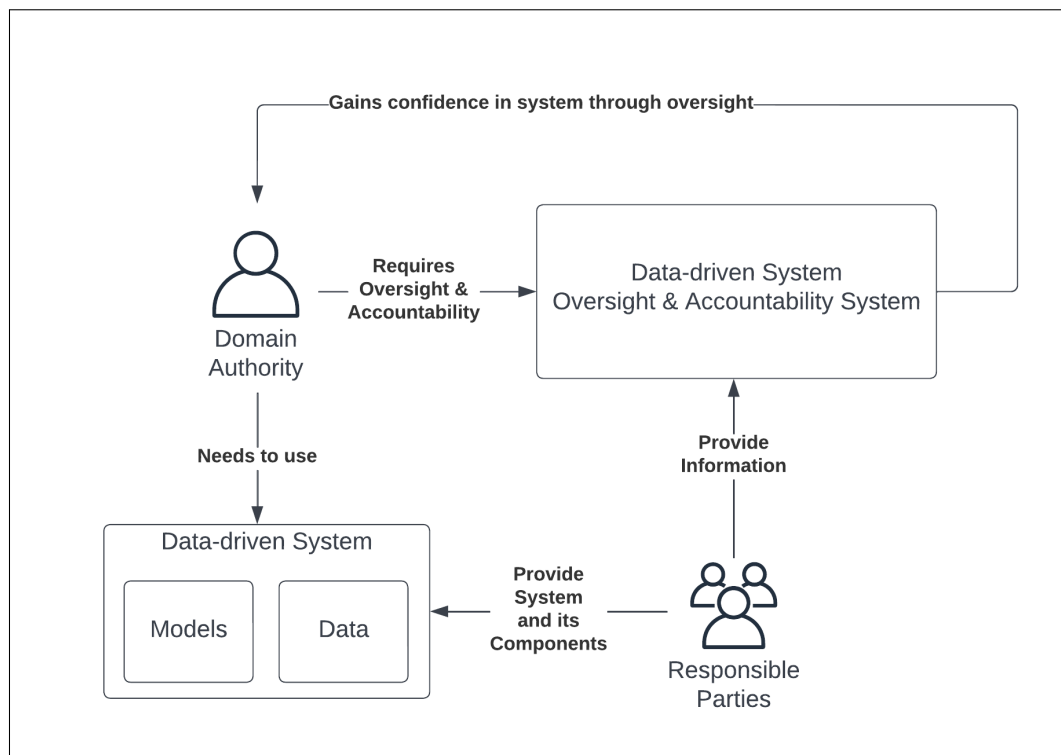 Gains confidence in system through oversight
Requires
Oversight &
Accountability
Data-driven System
Oversight & Accountability System
Domain
Authority
Needs to use
Provide
Information
Data-driven System
Models
Data
Provide
System
and its
Components
Responsible
Parties